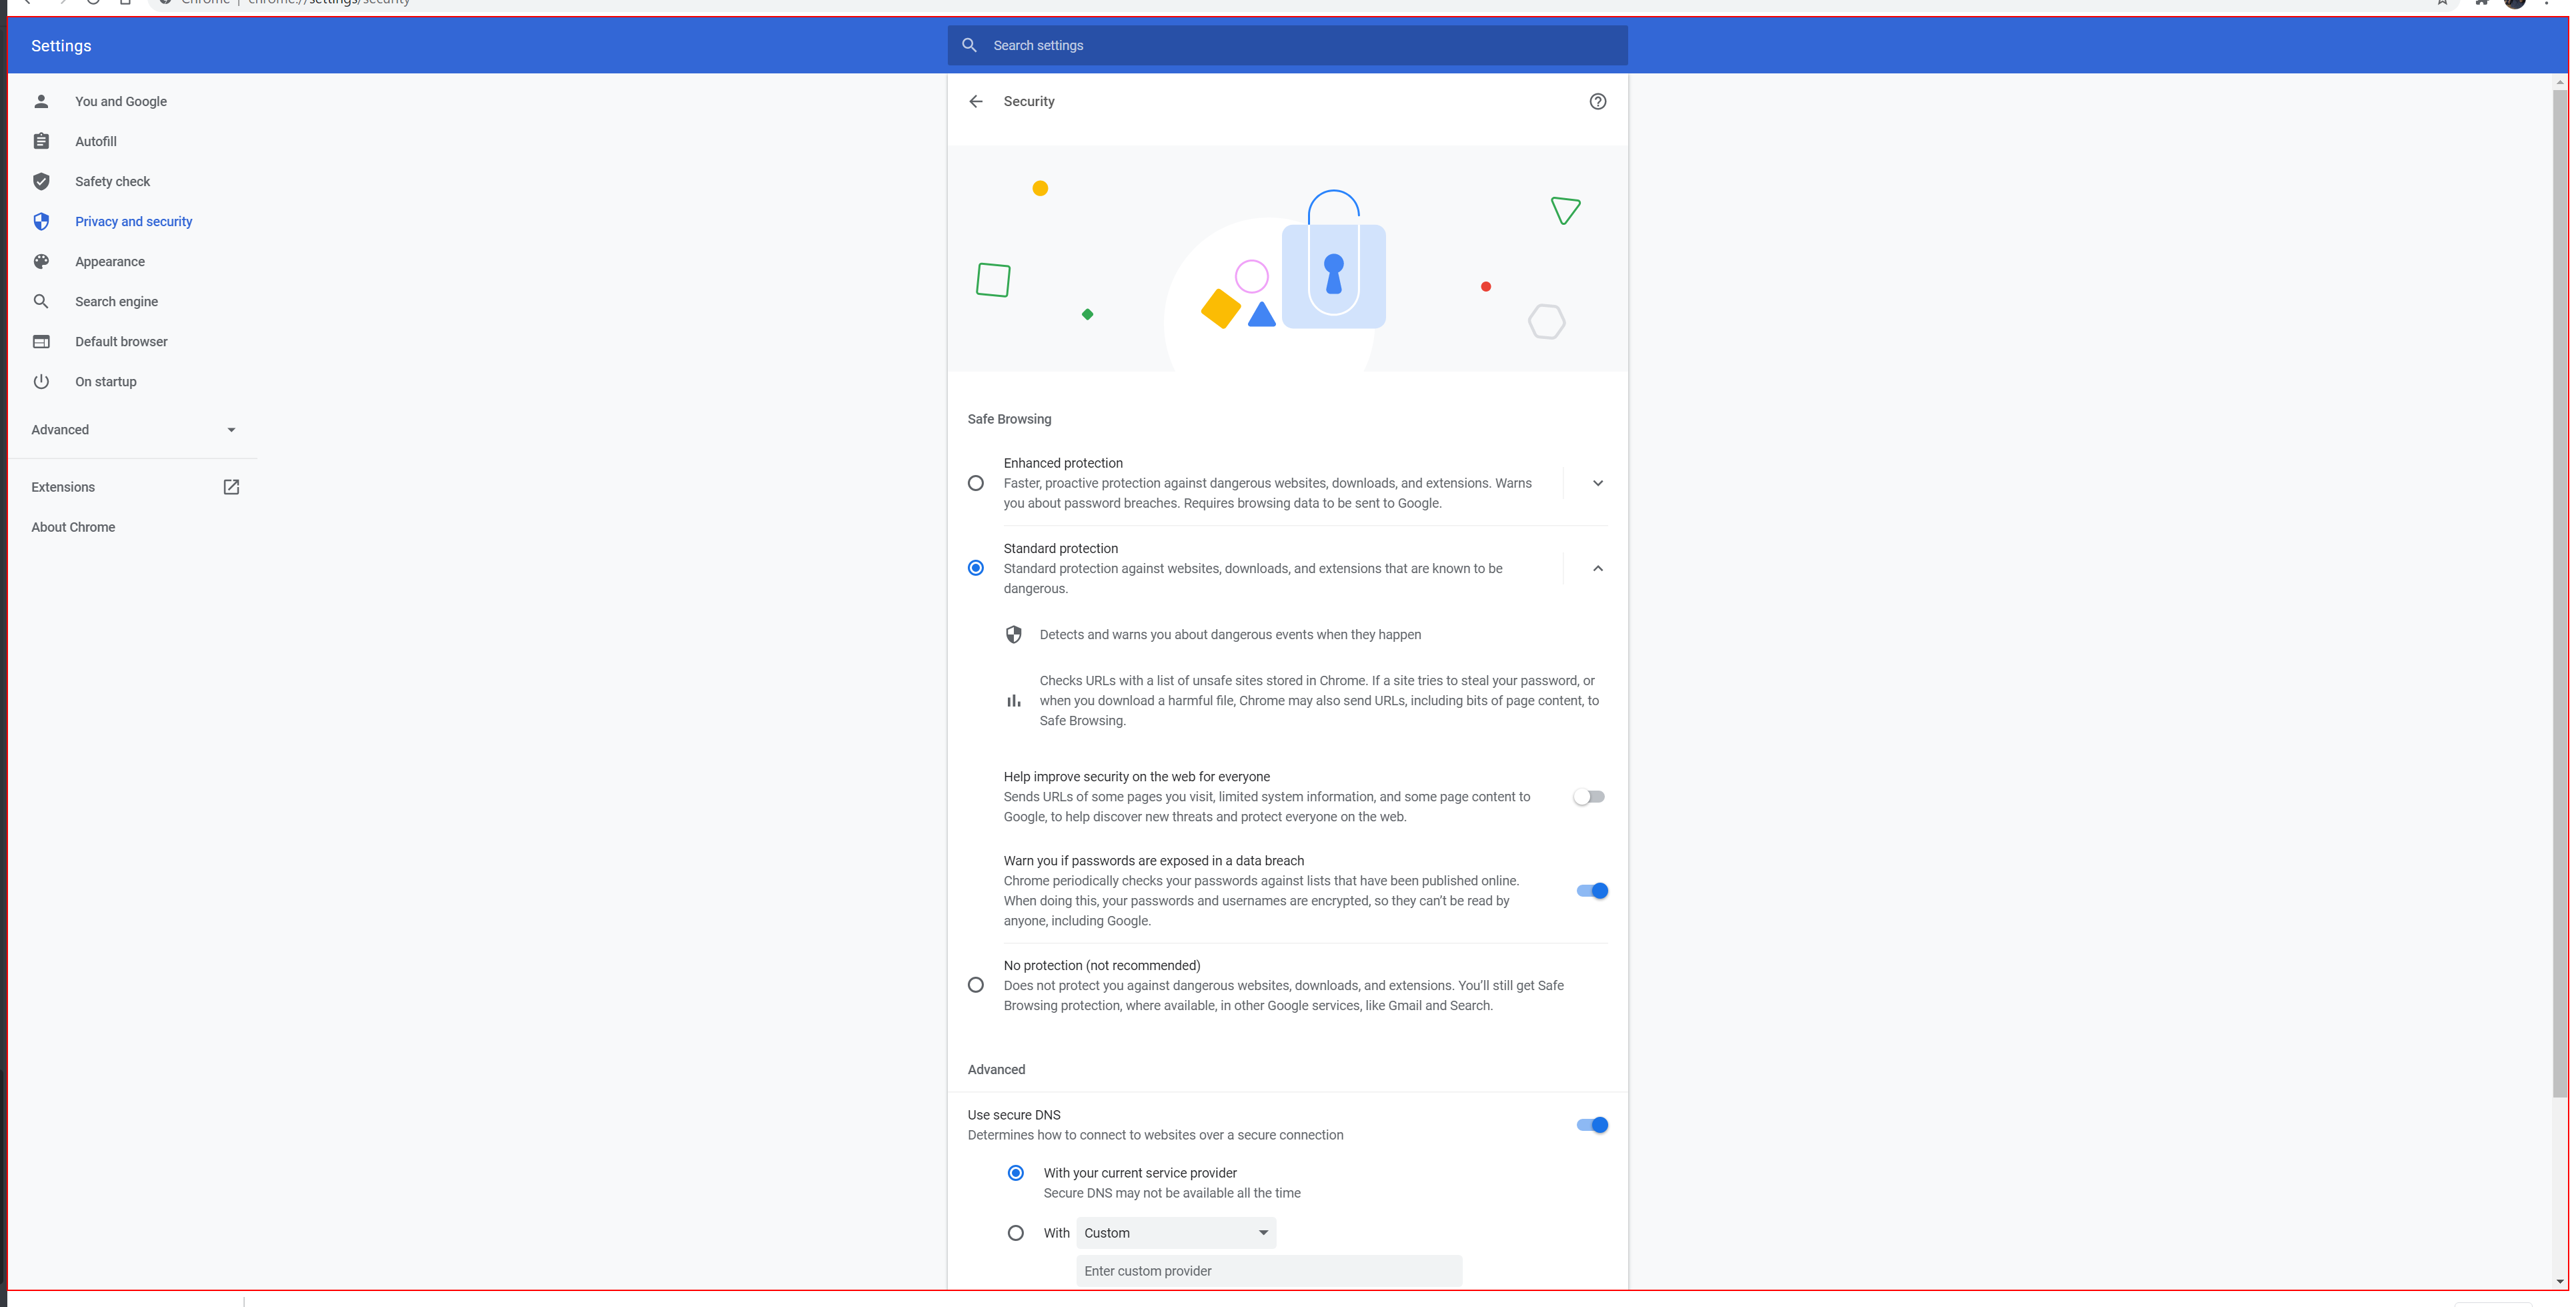 Chrome | chrome://settings/security
Settings
Search settings
You and Google
Autofill
Safety check
Privacy and security
Appearance
Search engine
Default browser
On startup
Advanced
Extensions
About Chrome
Security
Safe Browsing
Enhanced protection
Faster, proactive protection against dangerous websites, downloads, and extensions. Warns
you about password breaches. Requires browsing data to be sent to Google.
Standard protection
Standard protection against websites, downloads, and extensions that are known to be
dangerous.
Detects and warns you about dangerous events when they happen
Checks URLs with a list of unsafe sites stored in Chrome. If a site tries to steal your password, or
when you download a harmful file, Chrome may also send URLs, including bits of page content, to
Safe Browsing.
Help improve security on the web for everyone
Sends URLs of some pages you visit, limited system information, and some page content to
Google, to help discover new threats and protect everyone on the web.
Warn you if passwords are exposed in a data breach
Chrome periodically checks your passwords against lists that have been published online.
When doing this, your passwords and usernames are encrypted, so they can’t be read by
anyone, including Google.
No protection (not recommended)
Does not protect you against dangerous websites, downloads, and extensions. You’ll still get Safe
Browsing protection, where available, in other Google services, like Gmail and Search.
Advanced
Use secure DNS
Determines how to connect to websites over a secure connection
With your current service provider
Secure DNS may not be available all the time
With Custom
Enter custom provider